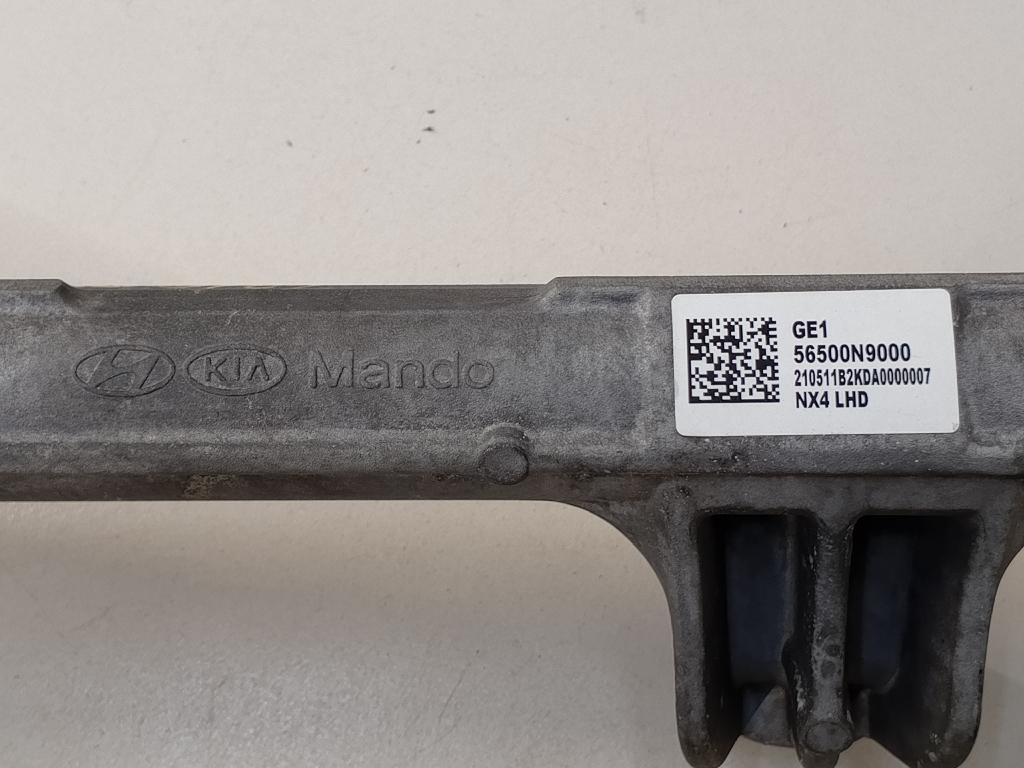 KIA Mando
GE1
56500N9000
210511B2KDA0000007
NX4 LHD